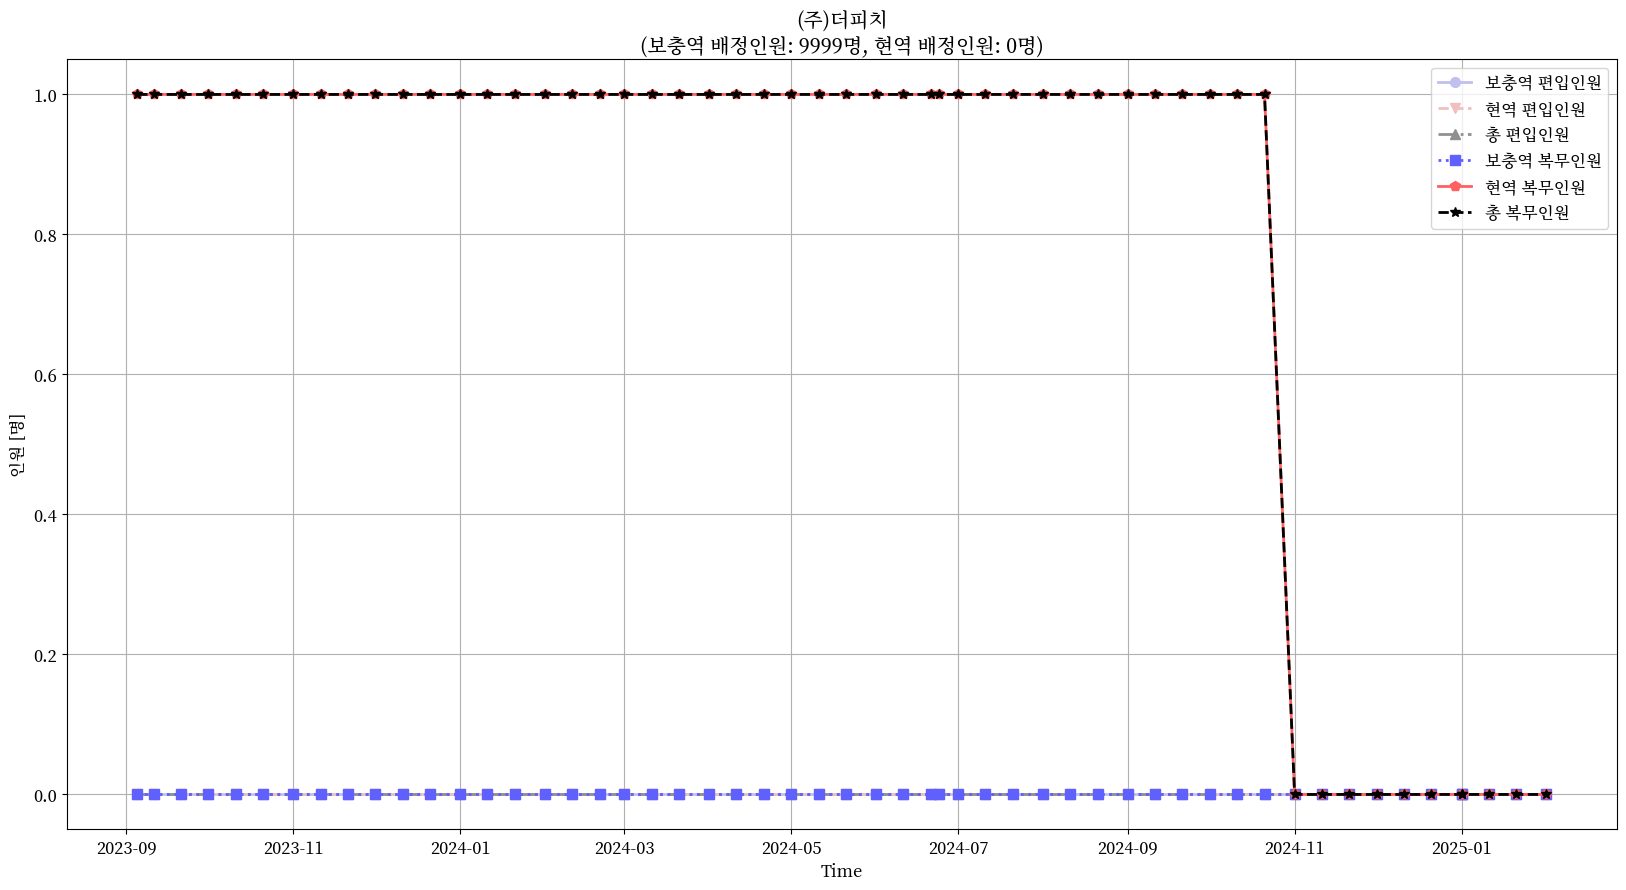 (주)더피치
(보충역 배정인원: 9999명, 현역 배정인원: 0명)
보충역 편입인원
현역 편입인원
총 편입인원
보충역 복무인원
현역 복무인원
총 복무인원
인원 [명]
1.0
0.8
0.6
0.4
0.2
0.0
2023-09 2023-11 2024-01 2024-03 2024-05 2024-07 2024-09 2024-11 2025-01
Time